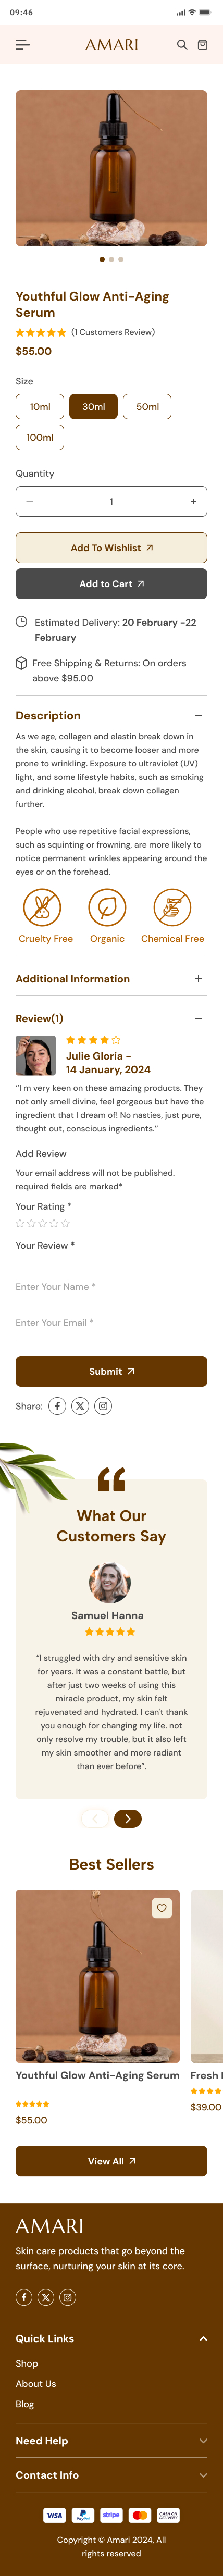 09:46
AMARI
Youthful Glow Anti-Aging
Serum
(1 Customers Review)
$55.00
Size
10ml
30ml
50ml
100ml
Quantity
1
Add To Wishlist
Add to Cart
Estimated Delivery: 20 February -22
February
Free Shipping & Returns: On orders
above $95.00
Description
As we age, collagen and elastin break down in
the skin, causing it to become looser and more
prone to wrinkling. Exposure to ultraviolet (UV)
light, and some lifestyle habits, such as smoking
and drinking alcohol, break down collagen
further.
People who use repetitive facial expressions,
such as squinting or frowning, are more likely to
notice permanent wrinkles appearing around the
eyes or on the forehead.
Cruelty Free
Organic
Chemical Free
Additional Information
Review(1)
Julie Gloria -
14 January, 2024
“I m very keen on these amazing products. They
not only smell divine, feel gorgeous but have the
ingredient that I dream of! No nasties, just pure,
thought out, conscious ingredients.”
Add Review
Your email address will not be published.
required fields are marked*
Your Rating *
Your Review *
Enter Your Name *
Enter Your Email *
Submit
Share:
What Our
Customers Say
Samuel Hanna
“I struggled with dry and sensitive skin
for years. It was a constant battle, but
after just two weeks of using this
miracle product, my skin felt
rejuvenated and hydrated. I can't thank
you enough for changing my life. not
only resolve my trouble, but it also left
my skin smoother and more radiant
than ever before”.
Best Sellers
Youthful Glow Anti-Aging Serum
$55.00
Fresh
$39.00
View All
AMARI
Skin care products that go beyond the
surface, nurturing your skin at its core.
Quick Links
Shop
About Us
Blog
Need Help
Contact Info
VISA
PayPal
stripe
mastercard
CASH ON
DELIVERY
Copyright © Amari 2024, All
rights reserved